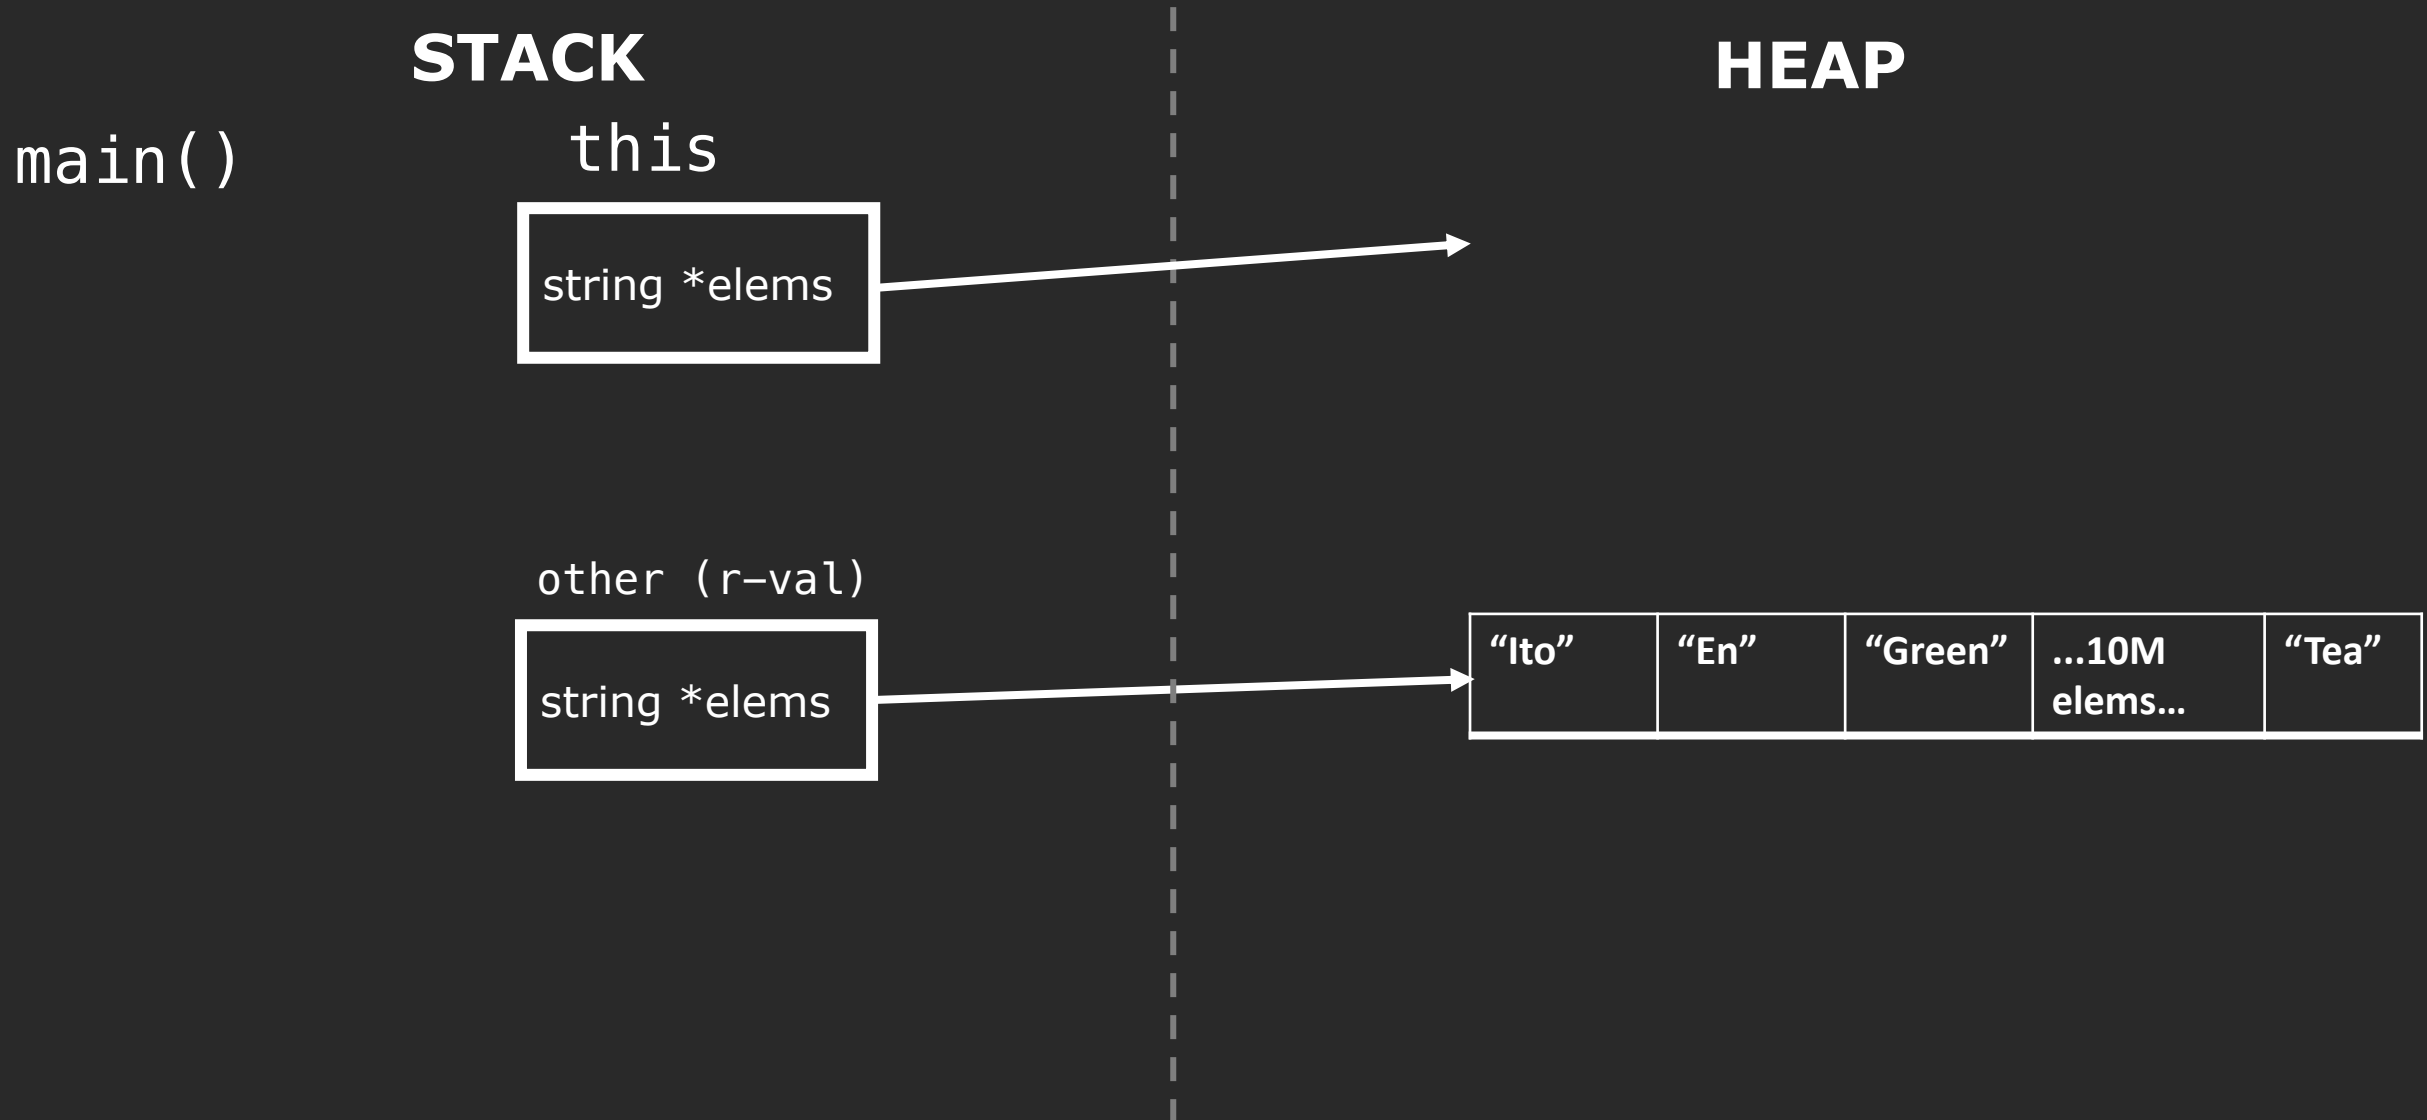 STACK
HEAP
main()
this
string *elems
other (r–val)
string *elems
“Ito”
“En”
“Green”
...10M
elems...
“Tea”